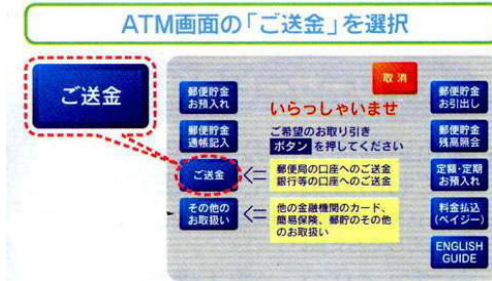 ATM画面の「ご送金」を選択
ご送金
取消
いらっしゃいませ
ご希望のお取り引き
ボタン を押してください
郵便貯金
お預入れ
郵便貯金
通帳記入
ご送金
郵便局の口座へのご送金
銀行等の口座へのご送金
その他の
お取扱い
他の金融機関のカード、
簡易保険、郵貯のその他
のお取扱い
郵便貯金
お引出し
郵便貯金
残高照会
定額・定期
お預入れ
料金払込
(ペイジー)
ENGLISH
GUIDE